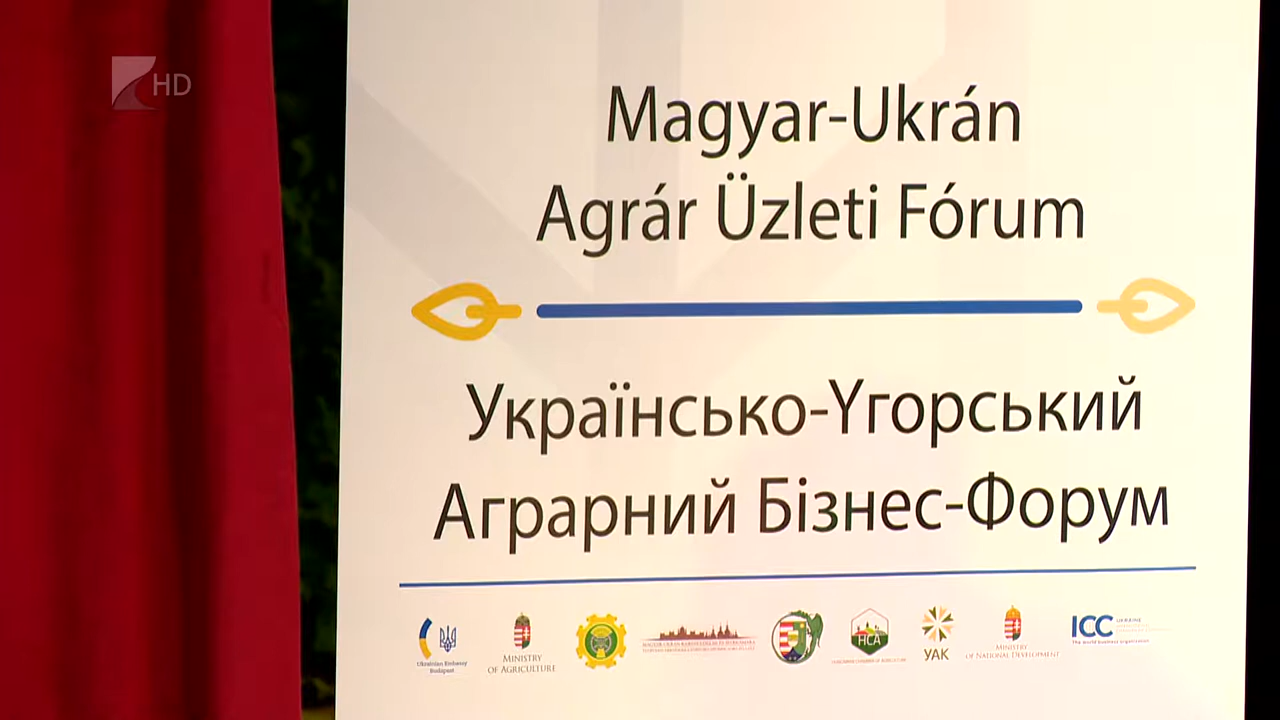 HD
Magyar-Ukrán
Agrár Üzleti Fórum
Українсько-Угорський
Аграрний Бізнес-Форум
Ukrainian Embassy
Budapest
MINISTRY
OF AGRICULTURE
HCA
УАК
MINISTRY
OF NATIONAL DEVELOPMENT
ICC UKRAINE
The world business organization